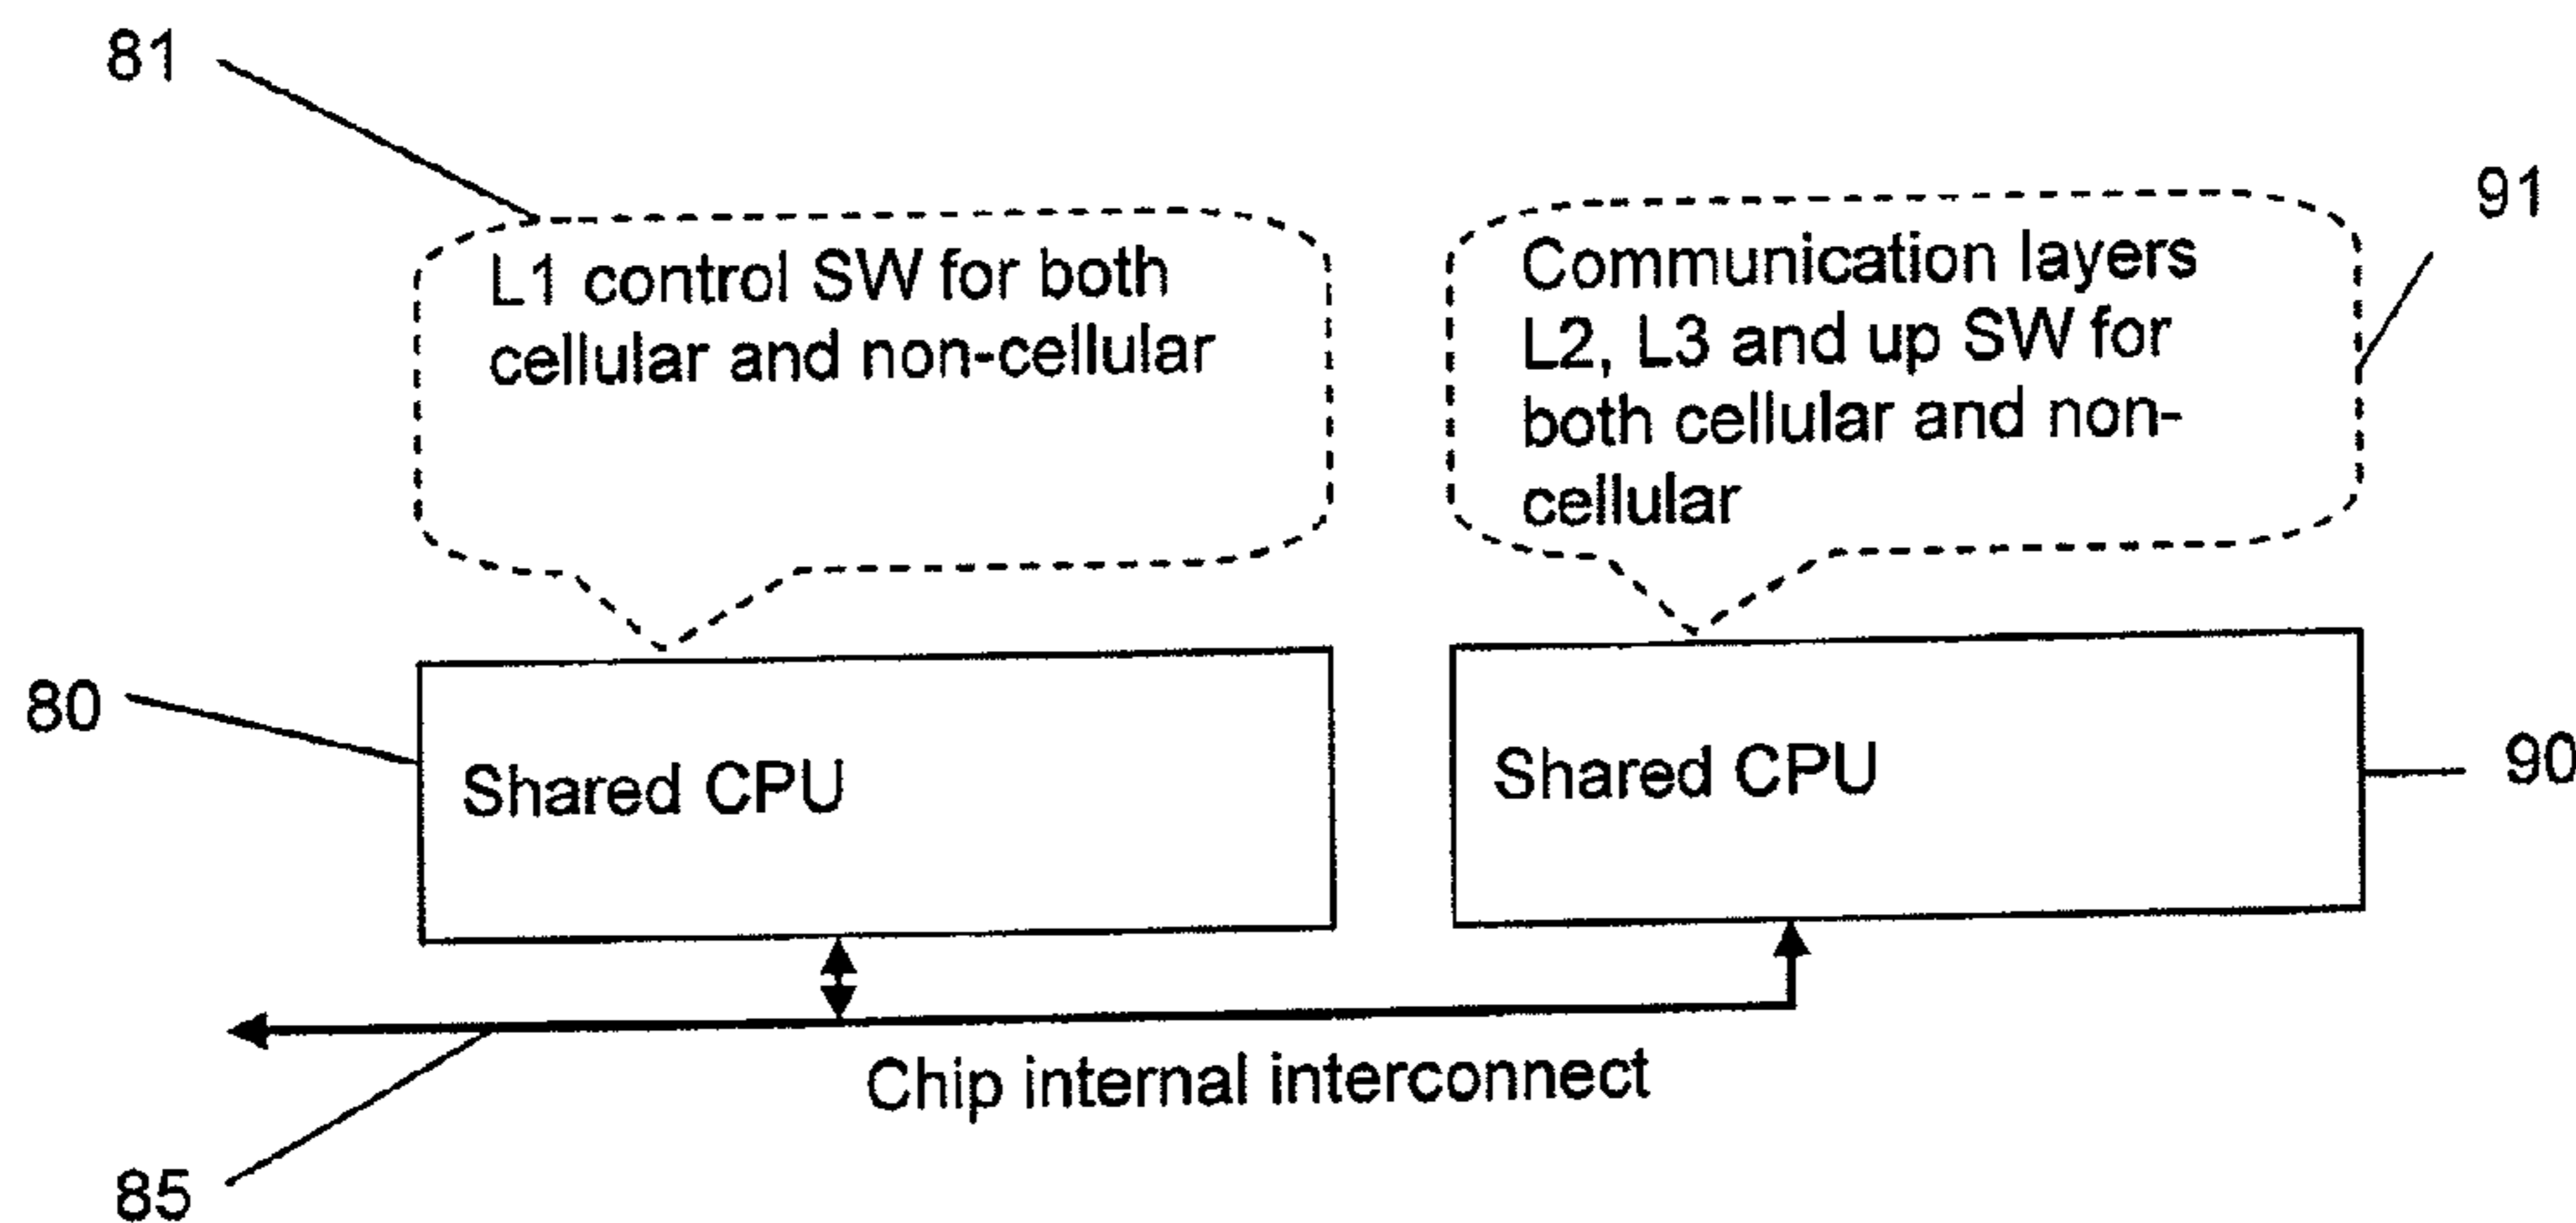 81
L1 control SW for both
cellular and non-cellular
91
Communication layers
L2, L3 and up SW for
both cellular and non-
cellular
80
Shared CPU
Shared CPU
90
Chip internal interconnect
85